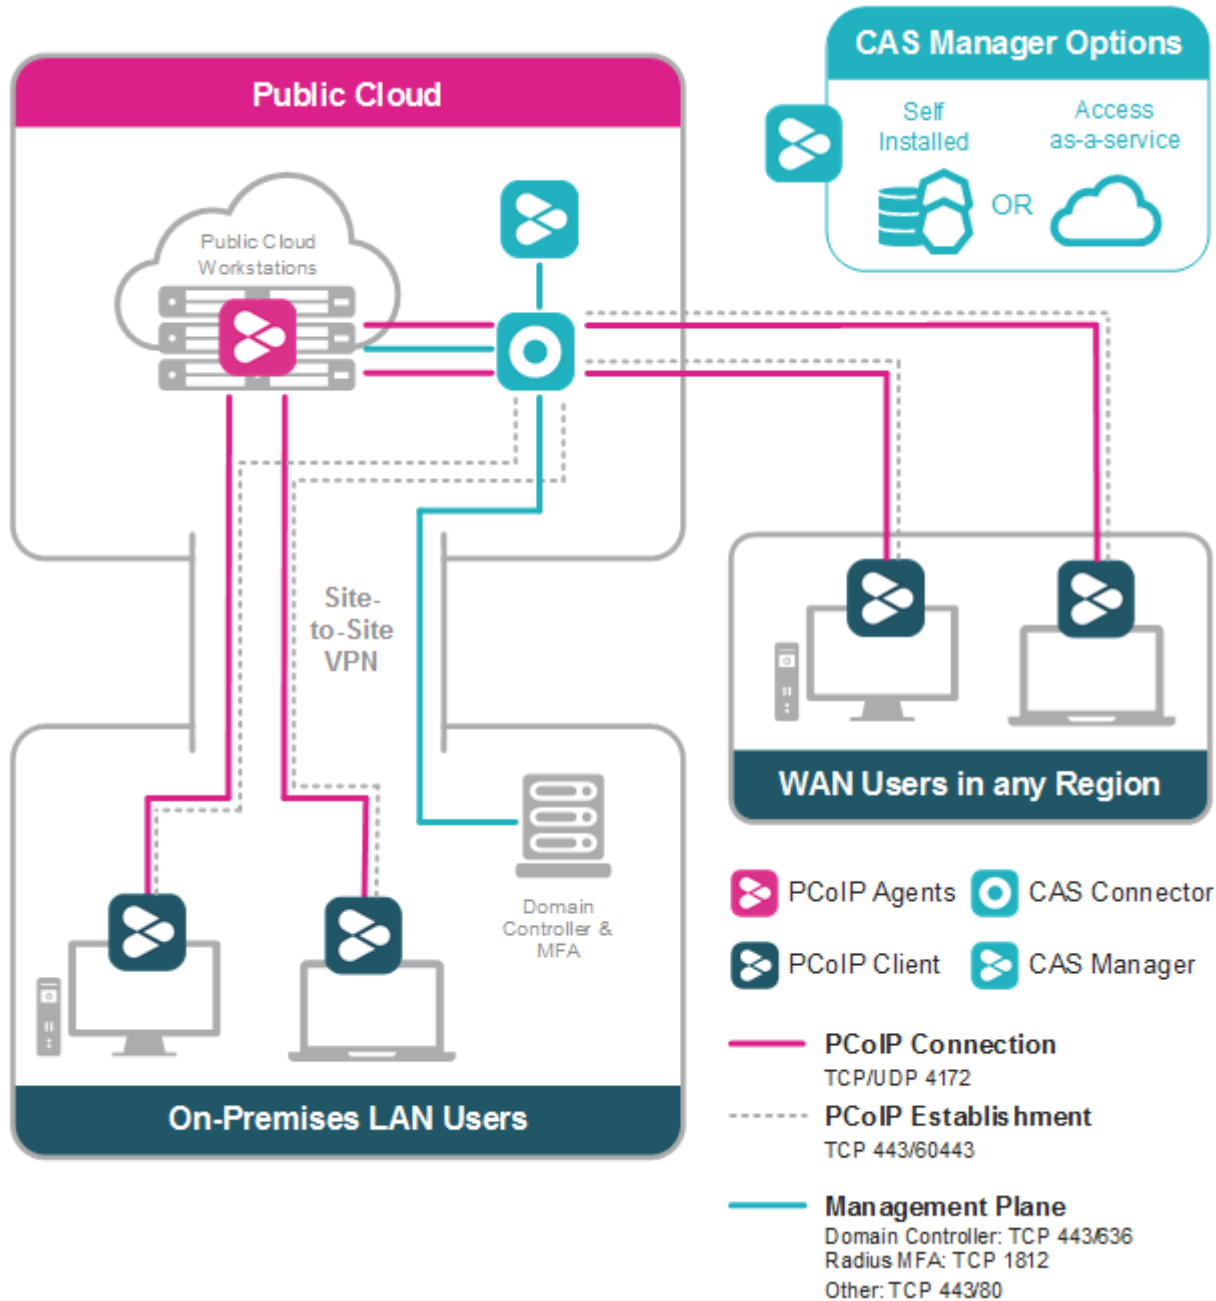 CAS Manager Options
Self
Installed
OR
Access
as-a-service
Public Cloud
Public Cloud
Workstations
Site-
to-Site
VPN
Domain
Controller &
MFA
On-Premises LAN Users
WAN Users in any Region
PCoIP Agents
CAS Connector
PCoIP Client
CAS Manager
PCoIP Connection
TCP/UDP 4172
PCoIP Establishment
TCP 443/60443
Management Plane
Domain Controller: TCP 443/636
Radius MFA: TCP 1812
Other: TCP 443/80